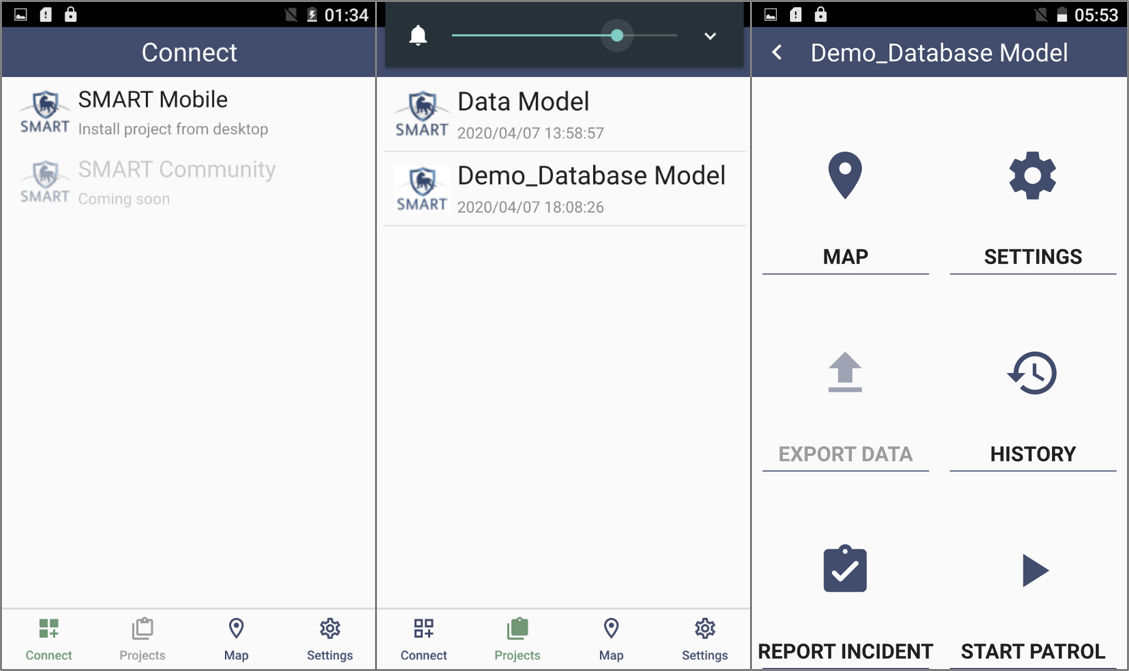 01:34
Connect
SMART
SMART Mobile
Install project from desktop
SMART
SMART Community
Coming soon
Connect
Projects
Map
Settings
SMART
Data Model
2020/04/07 13:58:57
SMART
Demo_Database Model
2020/04/07 18:08:26
Connect
Projects
Map
Settings
05:53
Demo_Database Model
MAP
SETTINGS
EXPORT DATA
HISTORY
REPORT INCIDENT
START PATROL